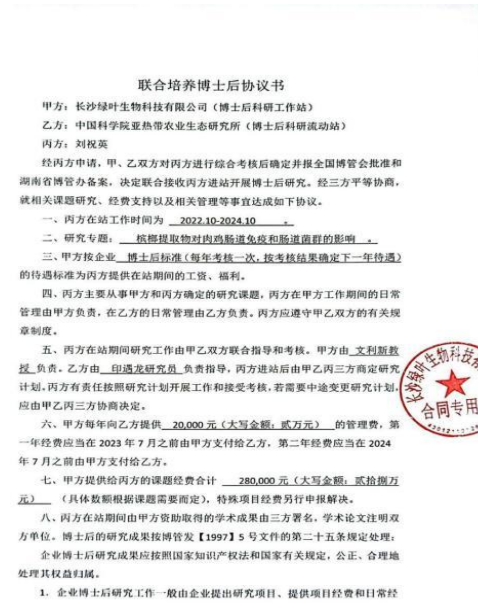 联合培养博士后协议书
甲方：长沙绿叶生物科技有限公司（博士后科研工作站）
乙方：中国科学院亚热带农业生态研究所（博士后科研流动站）
丙方：刘祝英
经丙方申请，甲、乙双方对丙方进行综合考核后确定并报全国博管会批准和
湖南省博管办备案，决定联合接收丙方进站开展博士后研究。经三方平等协商，
就相关课题研究、经费支持以及相关管理等事宜达成如下协议。
一、丙方在站工作时间为 2022.10-2024.10 。
二、研究专题： 槟榔提取物对肉鸡肠道免疫和肠道菌群的影响 。
三、甲方按企业 博士后标准（每年考核一次，按考核结果确定下一年待遇）
的待遇标准为丙方提供在站期间的工资、福利。
四、丙方主要从事甲方和丙方确定的研究课题，丙方在甲方工作期间的日常
管理由甲方负责，在乙方的日常管理由乙方负责。丙方应遵守甲乙双方的有关规
章制度。
五、丙方在站期间研究工作由甲乙双方联合指导和考核。甲方由 文利新教
授 负责。乙方由 印遇龙研究员 负责指导，丙方进站后由甲乙丙三方商定研究
计划。丙方有责任按照研究计划开展工作和接受考核，若需要中途变更研究计划，
应由甲乙丙三方协商决定。
六、甲方每年向乙方提供 20,000 元（大写金额：贰万元） 的管理费，第
一年经费应当在 2023 年 7 月之前由甲方支付给乙方，第二年经费应当在 2024
年 7 月之前由甲方支付给乙方。
七、甲方提供给丙方的课题经费合计 280,000 元（大写金额：贰拾捌万
元） （具体数额根据课题需要而定），特殊项目经费另行申报解决。
八、丙方在站期间由甲方资助取得的学术成果由三方署名，学术论文注明双
方单位。博士后的研究成果按博管发【1997】5 号文件的第二十五条规定处理：
企业博士后研究成果应按照国家知识产权法和国家有关规定，公正、合理地
处理其权益归属。
1．企业博士后研究工作一般由企业提出研究项目、提供项目经费和日常经
长沙绿叶生物科技有
合同专用